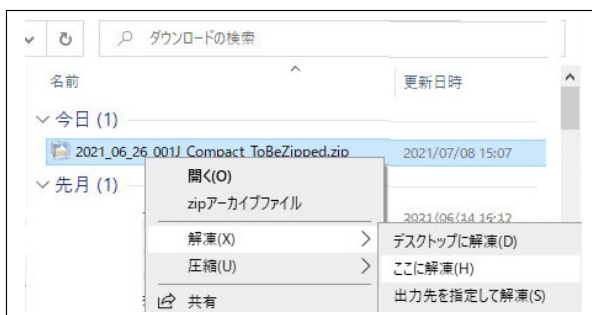 ダウンロードの検索
名前
更新日時
今日 (1)
2021_06_26_001J_Compact_ToBeZipped.zip
2021/07/08 15:07
先月 (1)
開く(O)
zipアーカイブファイル
2021/06/14 15:12
解凍(X)
デスクトップに解凍(D)
圧縮(U)
ここに解凍(H)
共有
出力先を指定して解凍(S)